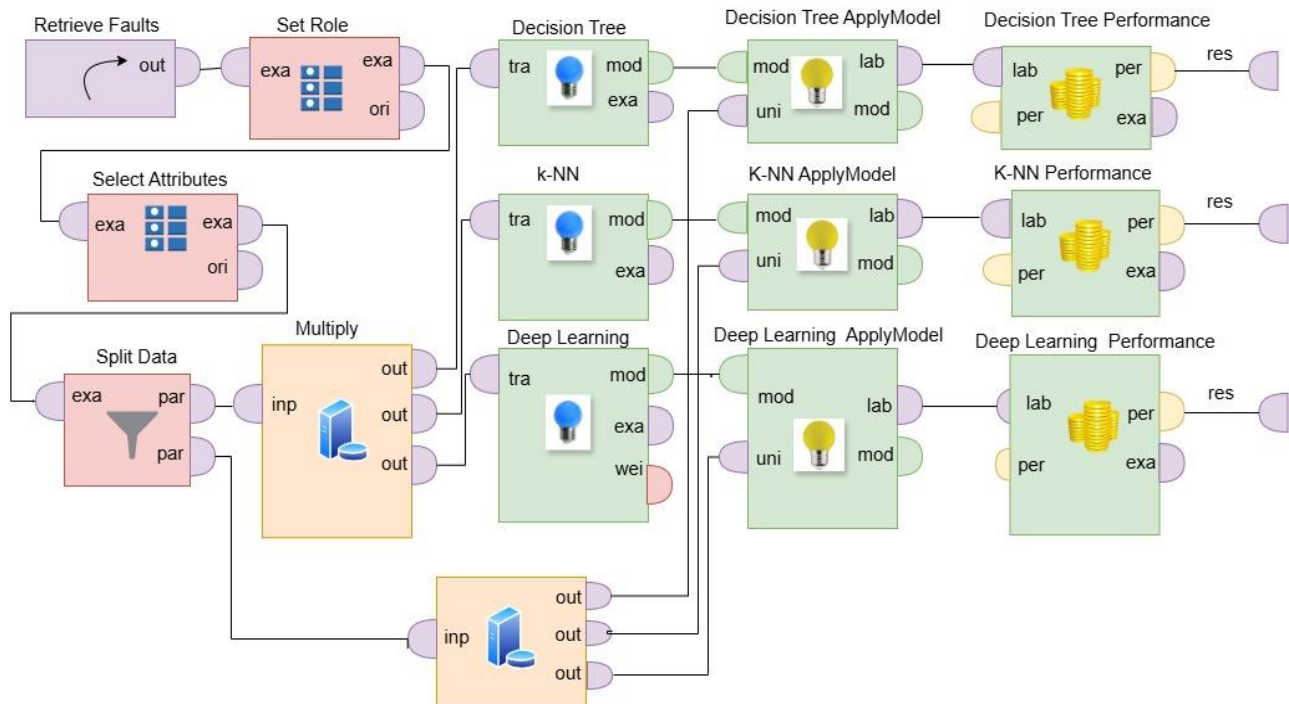 Retrieve Faults
out
Set Role
exa
exa
ori
Decision Tree
tra
mod
exa
Decision Tree ApplyModel
mod
lab
uni
mod
Decision Tree Performance
lab
per
per
exa
res
Select Attributes
exa
exa
ori
k-NN
tra
mod
exa
K-NN ApplyModel
mod
lab
uni
mod
K-NN Performance
lab
per
per
exa
res
Split Data
exa
par
par
Multiply
inp
out
out
out
Deep Learning
tra
mod
exa
wei
Deep Learning ApplyModel
mod
lab
uni
mod
Deep Learning Performance
lab
per
per
exa
res
inp
out
out
out